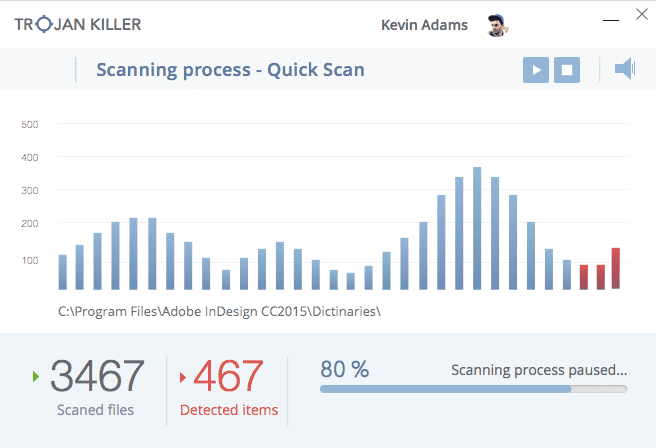 TROJAN KILLER
Kevin Adams
Scanning process - Quick Scan
500
400
300
200
100
C:\Program Files\Adobe InDesign CC2015\Dictinaries\
3467
Scaned files
467
Detected items
80 %
Scanning process paused...